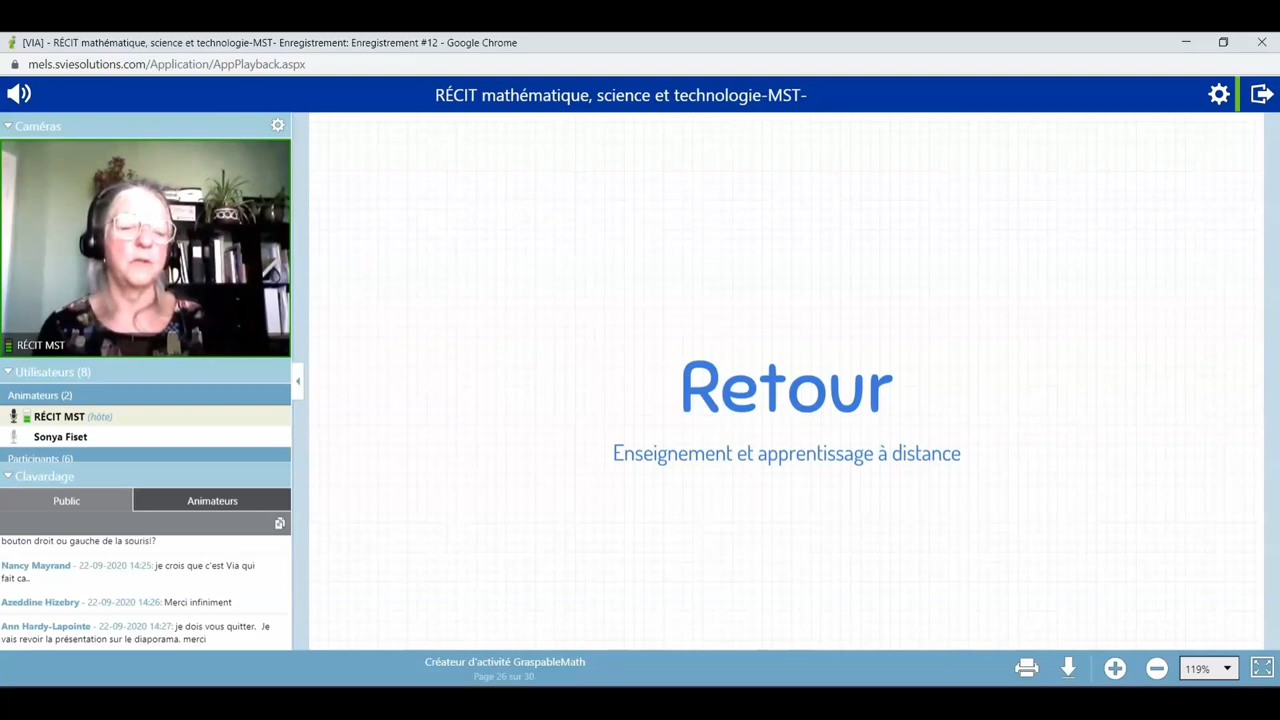 [VIA] - RÉCIT mathématique, science et technologie-MST- Enregistrement: Enregistrement #12 - Google Chrome
mels.sviesolutions.com/Application/AppPlayback.aspx
RÉCIT mathématique, science et technologie-MST-
Caméras
RÉCIT MST
Utilisateurs (8)
Animateurs (2)
RÉCIT MST (hôte)
Sonya Fiset
Participants (6)
Clavardage
Public Animateurs
bouton droit ou gauche de la souris!?
Nancy Mayrand - 22-09-2020 14:25: je crois que c'est Via qui
fait ca..
Azeddine Hizebry - 22-09-2020 14:26: Merci infiniment
Ann Hardy-Lapointe - 22-09-2020 14:27: je dois vous quitter. Je
vais revoir la présentation sur le diaporama. merci
Retour
Enseignement et apprentissage à distance
Créateur d'activité GraspableMath
Page 26 sur 30
119%